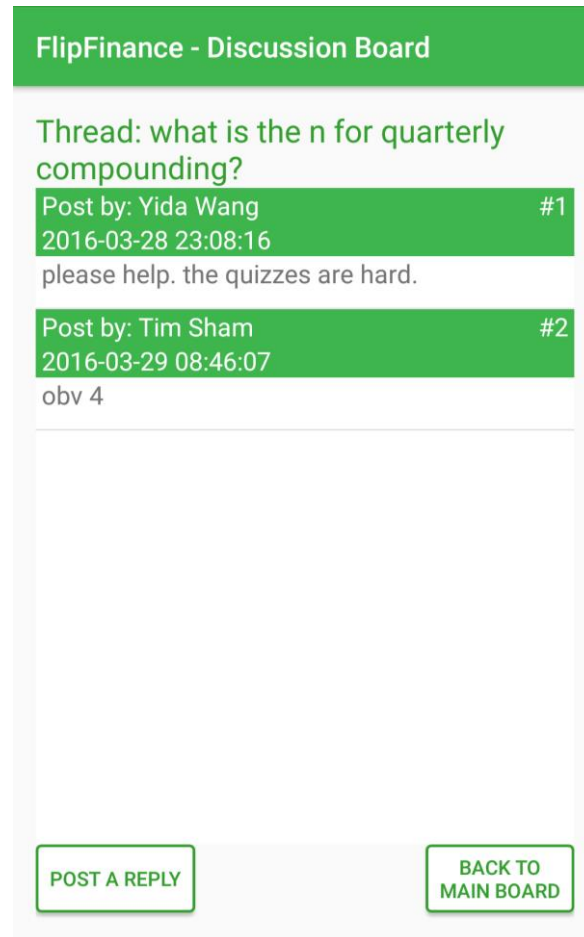 FlipFinance - Discussion Board
Thread: what is the n for quarterly
compounding?
Post by: Yida Wang #1
2016-03-28 23:08:16
please help. the quizzes are hard.
Post by: Tim Sham #2
2016-03-29 08:46:07
obv 4
POST A REPLY
BACK TO
MAIN BOARD